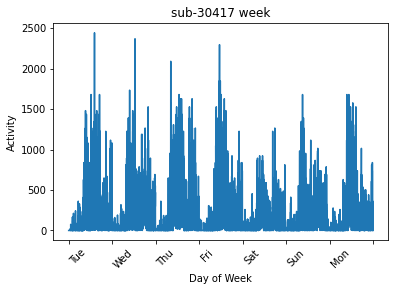 sub-30417 week
2500
2000
1500
1000
500
0
Activity
Tue
Wed
Thu
Fri
Sat
Sun
Mon
Day of Week